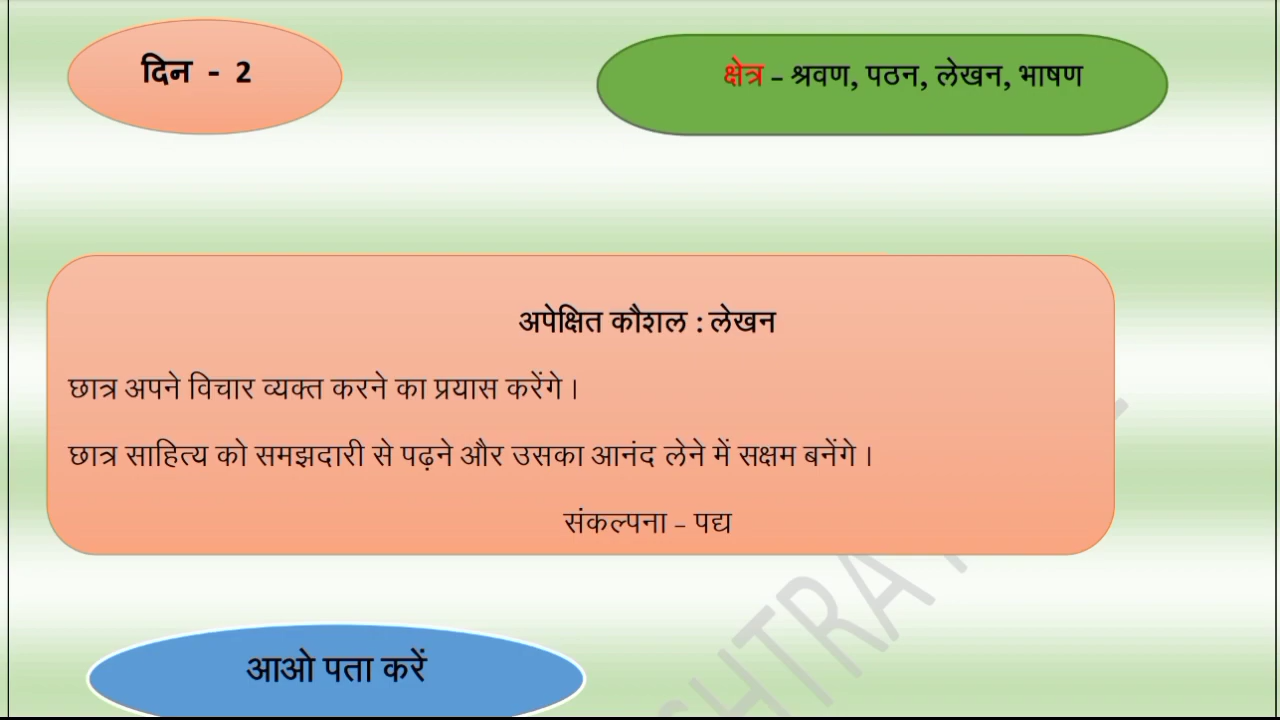 दिन - 2
क्षेत्र – श्रवण, पठन, लेखन, भाषण
अपेक्षित कौशल : लेखन
छात्र अपने विचार व्यक्त करने का प्रयास करेंगे ।
छात्र साहित्य को समझदारी से पढ़ने और उसका आनंद लेने में सक्षम बनेंगे ।
संकल्पना – पद्य
आओ पता करें